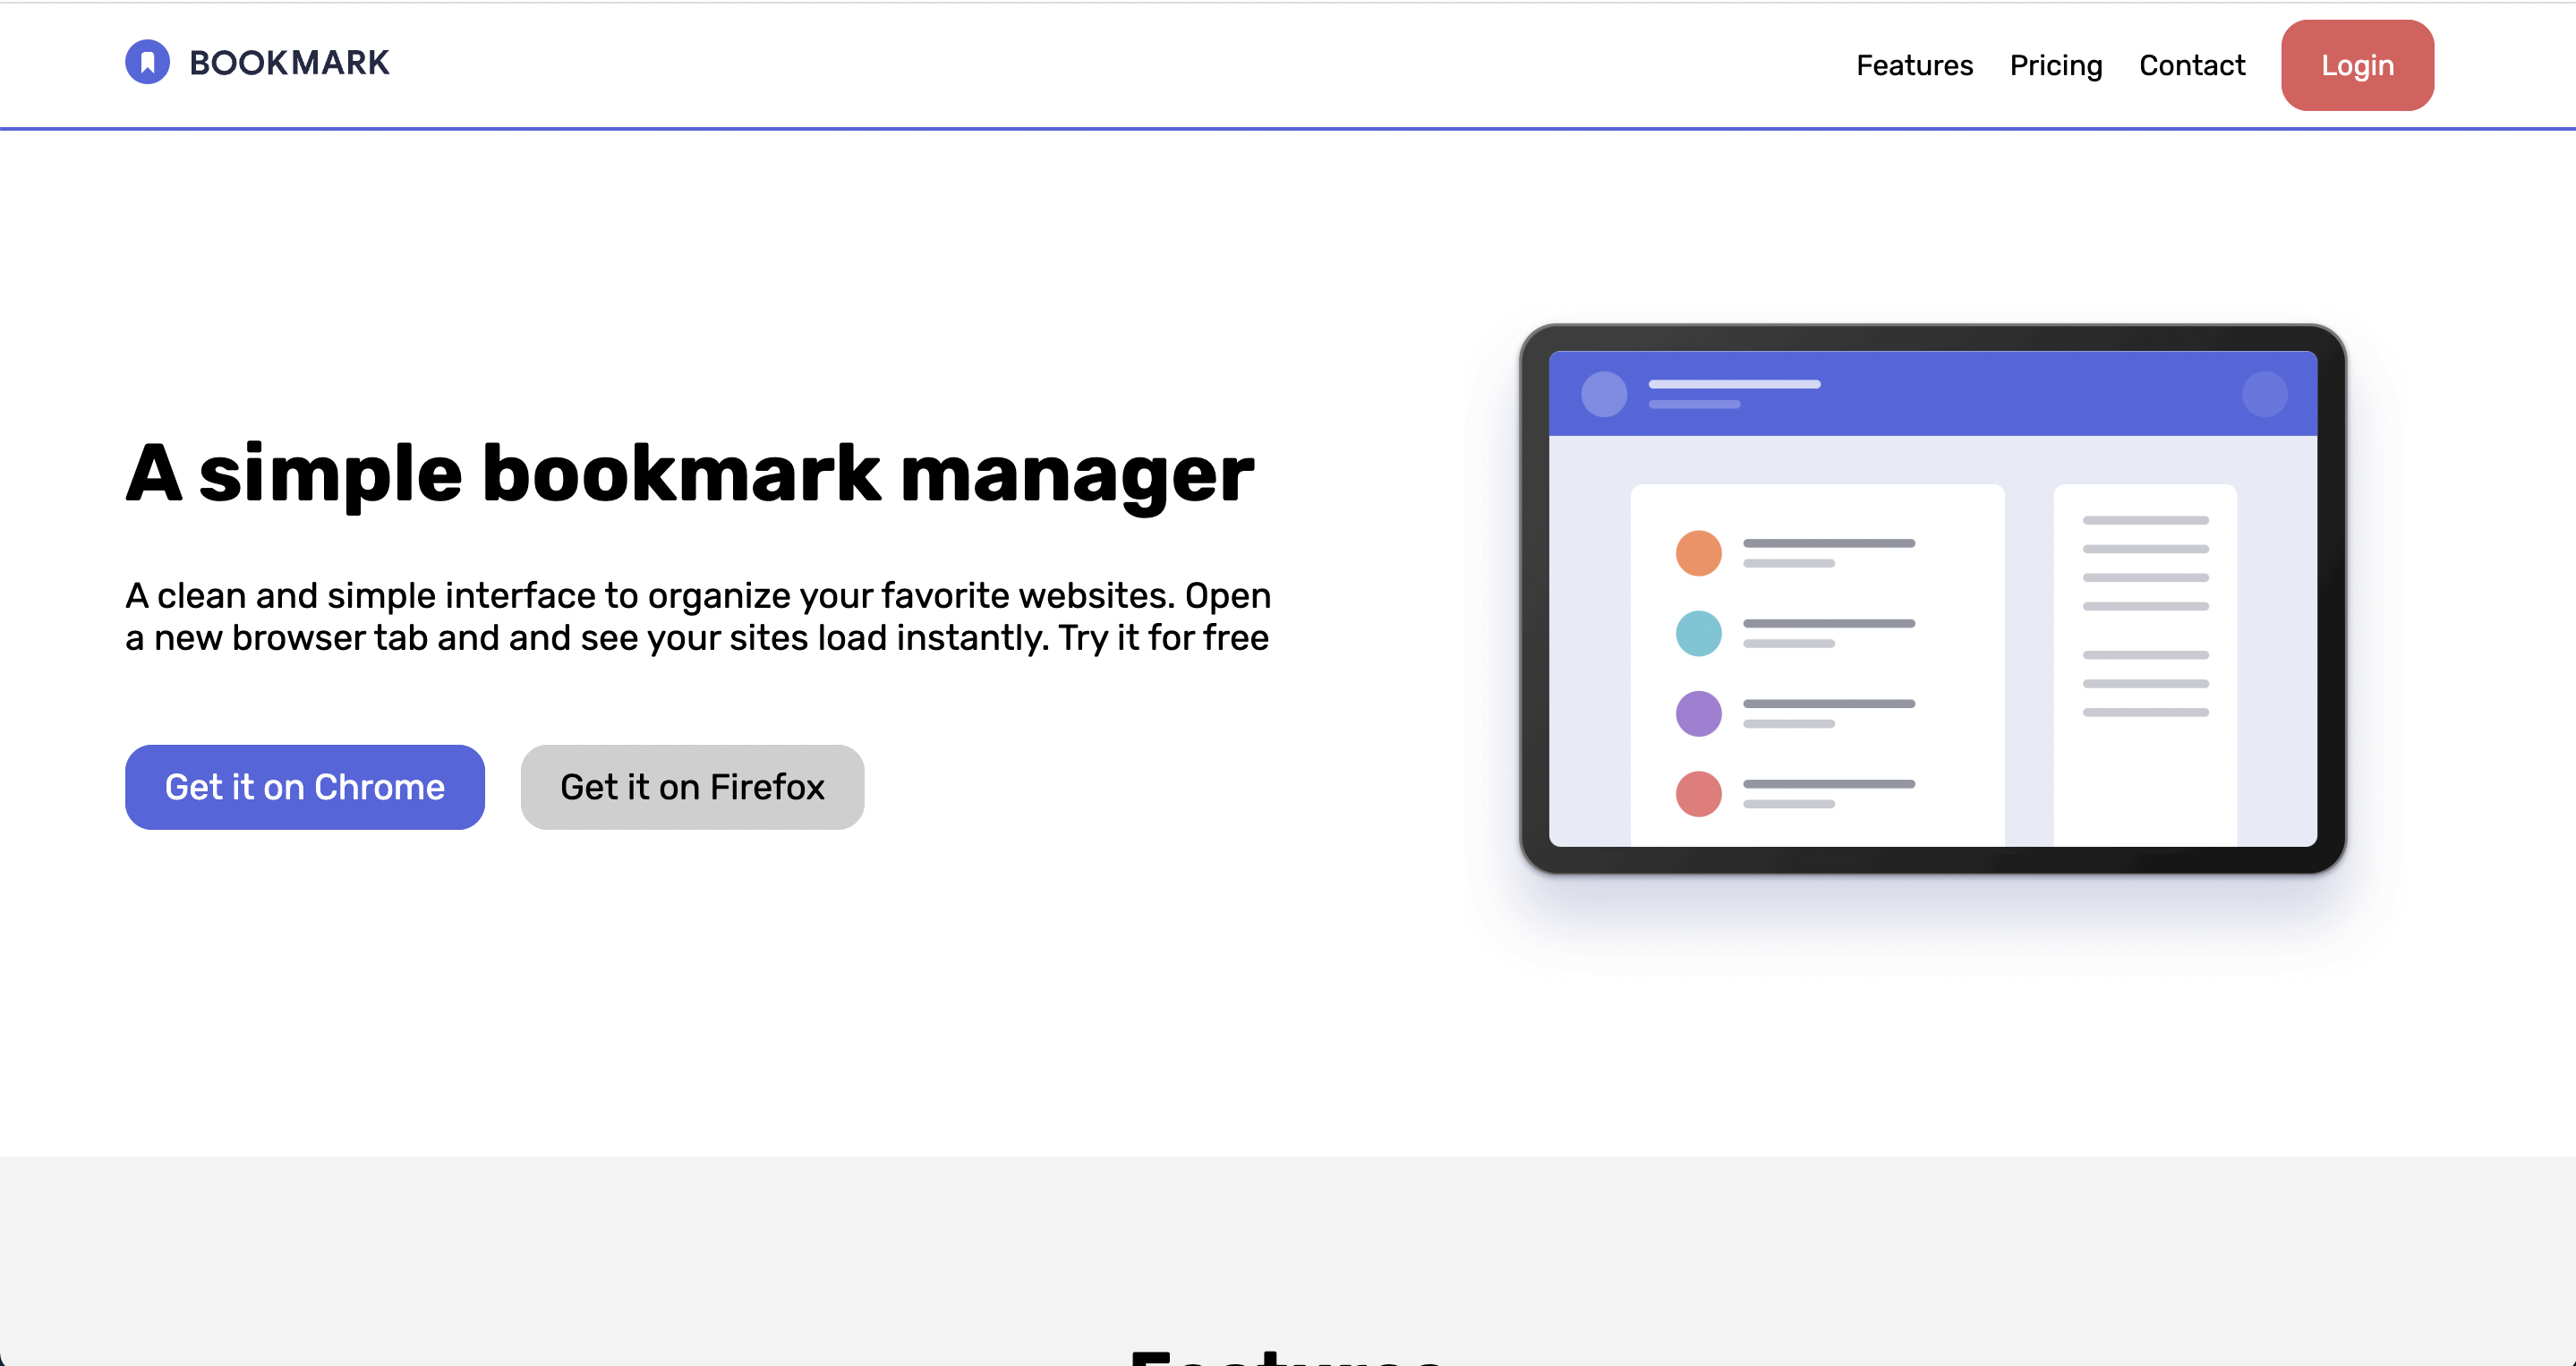 BOOKMARK
Features Pricing Contact Login
A simple bookmark manager
A clean and simple interface to organize your favorite websites. Open
a new browser tab and and see your sites load instantly. Try it for free
Get it on Chrome Get it on Firefox
Features